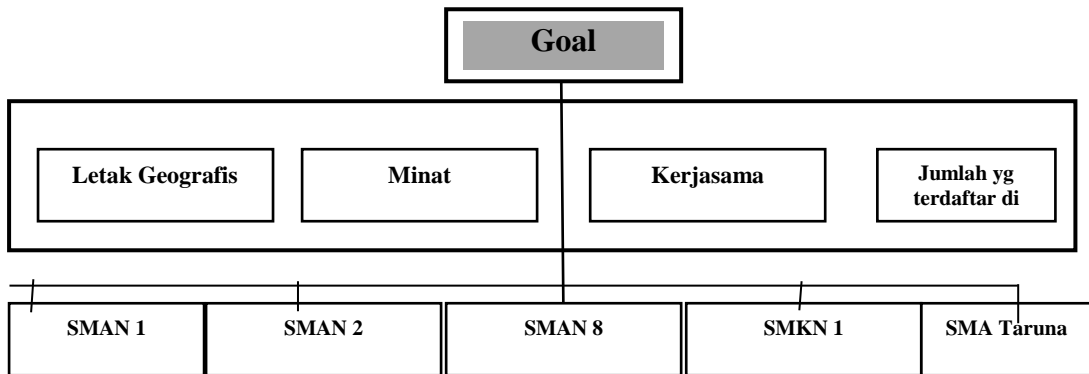 Goal
Letak Geografis
Minat
Kerjasama
Jumlah yg
terdaftar di
SMAN 1
SMAN 2
SMAN 8
SMKN 1
SMA Taruna